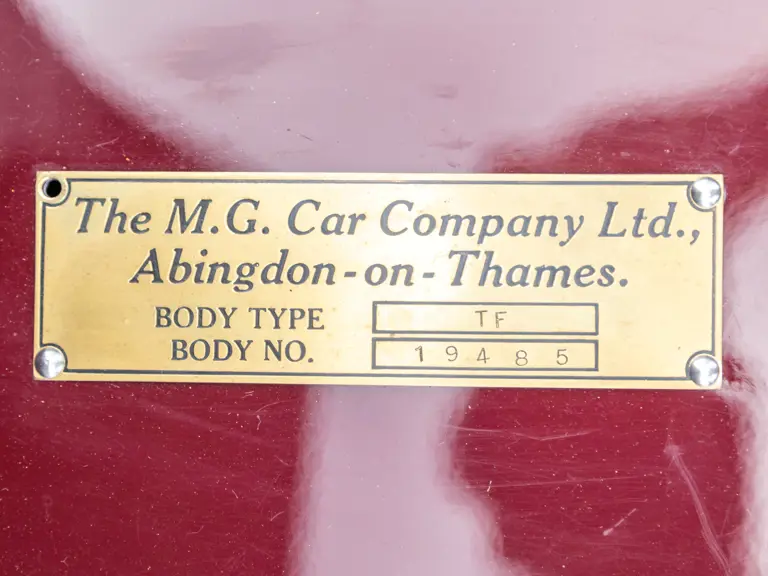 The M.G. Car Company Ltd.,
Abingdon-on-Thames.
BODY TYPE TF
BODY NO. 19485